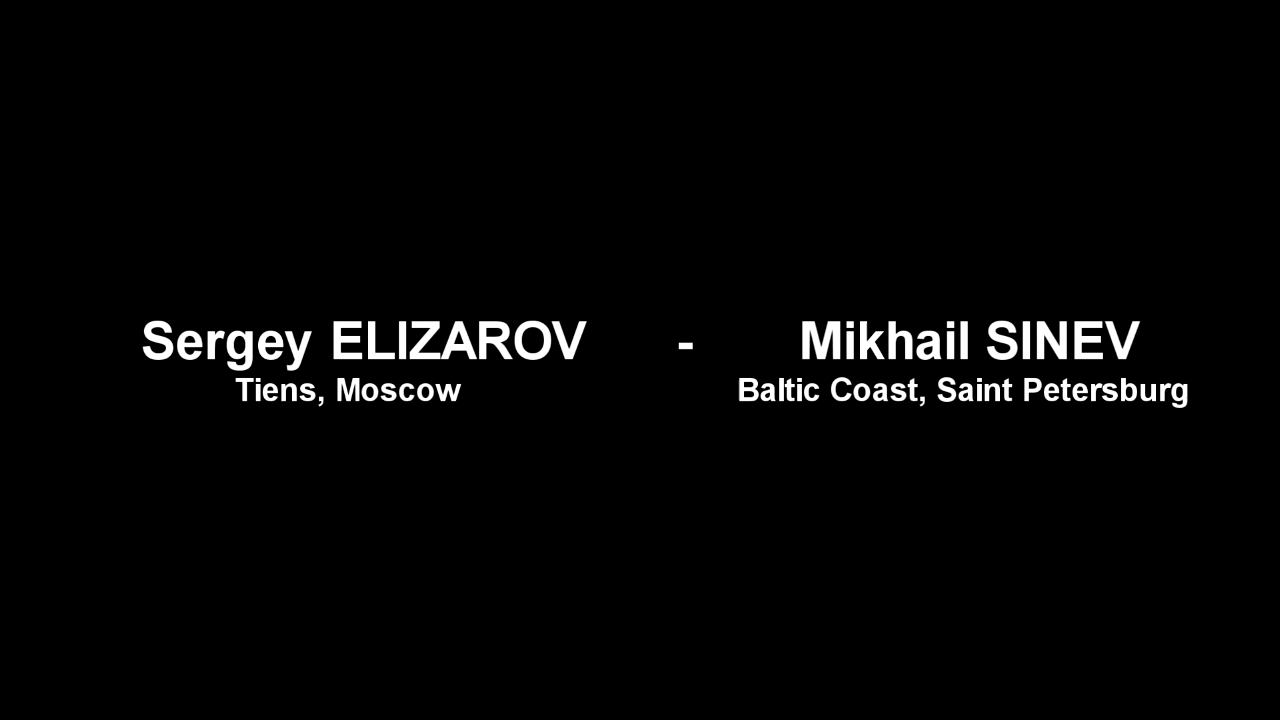 Sergey ELIZAROV - Mikhail SINEV
Tiens, Moscow Baltic Coast, Saint Petersburg